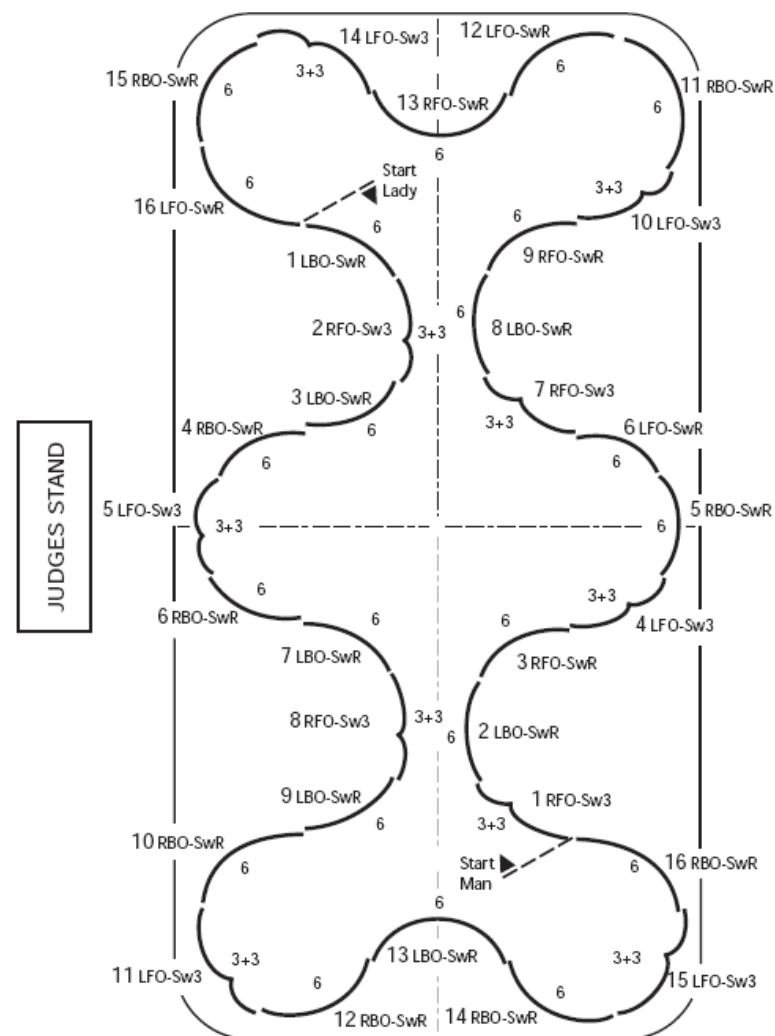 14 LFO-Sw3
12 LFO-SwR
15 RBO-SwR
3+3
6
11 RBO-SwR
6
13 RFO-SwR
6
6
Start
Lady
6
3+3
16 LFO-SwR
6
6
10 LFO-Sw3
1 LBO-SwR
9 RFO-SwR
2 RFO-Sw3
3+3
6
8 LBO-SwR
3 LBO-SwR
7 RFO-Sw3
4 RBO-SwR
6
3+3
6 LFO-SwR
6
6
5 LFO-Sw3
3+3
6
5 RBO-SwR
JUDGES STAND
6
3+3
6 RBO-SwR
6
6
4 LFO-Sw3
7 LBO-SwR
3 RFO-SwR
8 RFO-Sw3
3+3
6
2 LBO-SwR
9 LBO-SwR
1 RFO-Sw3
10 RBO-SwR
6
3+3
6
Start
Man
6
16 RBO-SwR
6
3+3
13 LBO-SwR
3+3
11 LFO-Sw3
6
6
15 LFO-Sw3
12 RBO-SwR
14 RBO-SwR